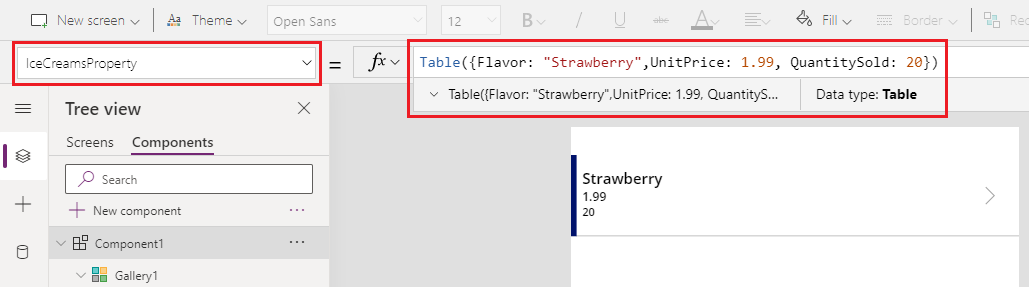 New screen Theme Open Sans 12 B / U abc A Fill Border Rec
IceCreamsProperty = fx Table({Flavor: "Strawberry",UnitPrice: 1.99, QuantitySold: 20})
Table({Flavor: "Strawberry",UnitPrice: 1.99, QuantityS... Data type: Table
Tree view
Screens Components
Search
New component ...
Component1 ...
Gallery1
Strawberry
1.99
20